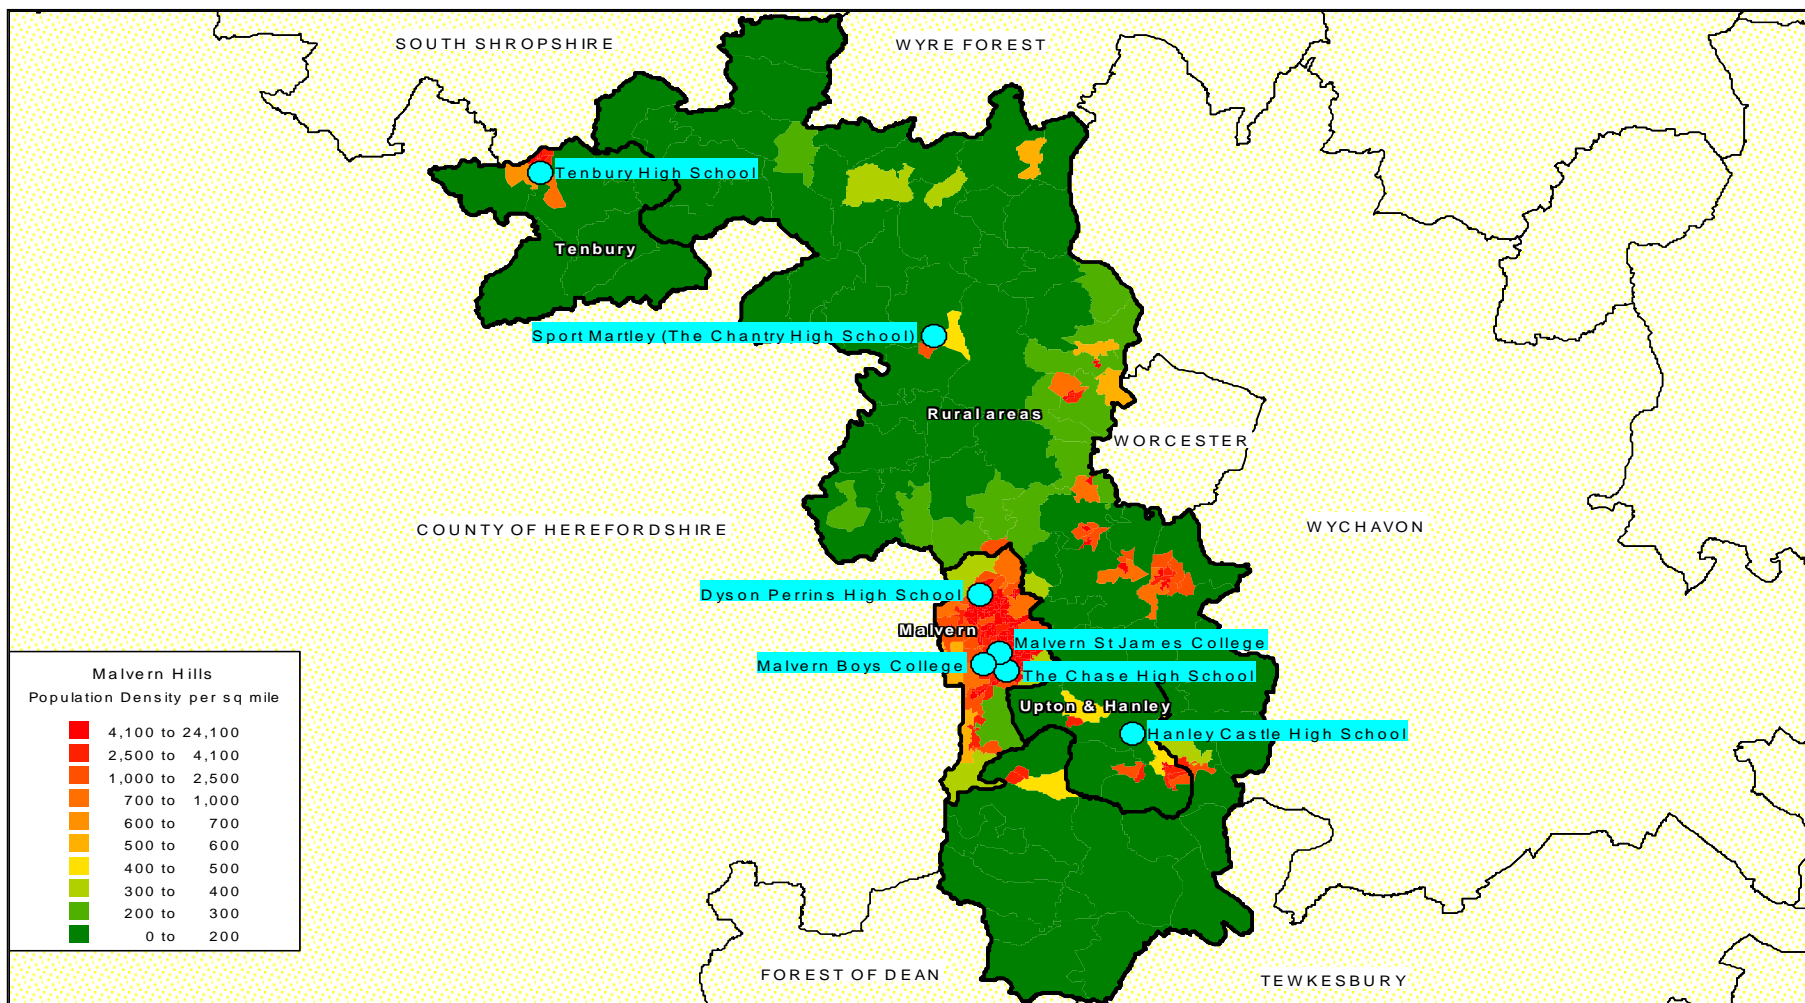 SOUTH SHROPSHIRE
WYRE FOREST
Tenbury High School
Tenbury
Sport Martley (The Chantry High School)
Rural areas
WORCESTER
COUNTY OF HEREFORDSHIRE
WYCHAVON
Dyson Perrins High School
Malvern
Malvern St James College
Malvern Boys College
The Chase High School
Upton & Hanley
Hanley Castle High School
Malvern Hills
Population Density per sq mile
4,100 to 24,100
2,500 to 4,100
1,000 to 2,500
700 to 1,000
600 to 700
500 to 600
400 to 500
300 to 400
200 to 300
0 to 200
FOREST OF DEAN
TEWKESBURY